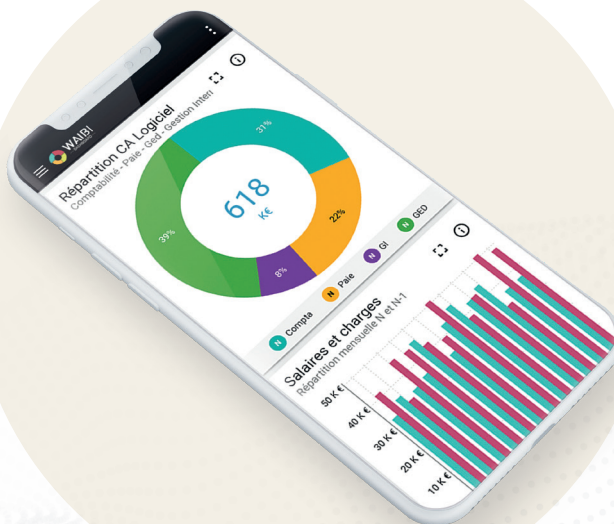 WAIBI
Répartition CA Logiciel
Comptabilité - Paie - Ged - Gestion Intern
31%
22%
8%
39%
618
K€
N Compta
N Paie
N GI
N GED
Salaires et charges
Répartition mensuelle N et N-1
50 K €
40 K €
30 K €
20 K €
10 K €